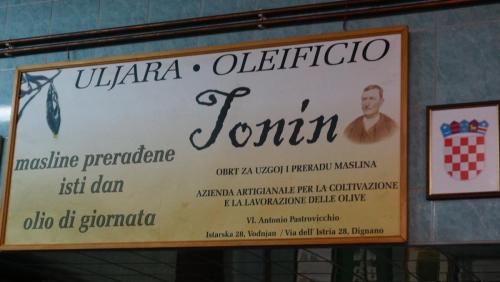 ULJARA • OLEIFICIO
Tonin
masline prerađene
isti dan
olio di giornata
OBRT ZA UZGOJ I PRERADU MASLINA
AZIENDA ARTIGIANALE PER LA COLTIVAZIONE
E LA LAVORAZIONE DELLE OLIVE
Vl. Antonio Pastrovicchio
Istarska 28, Vodnjan / Via dell' Istria 28, Dignano